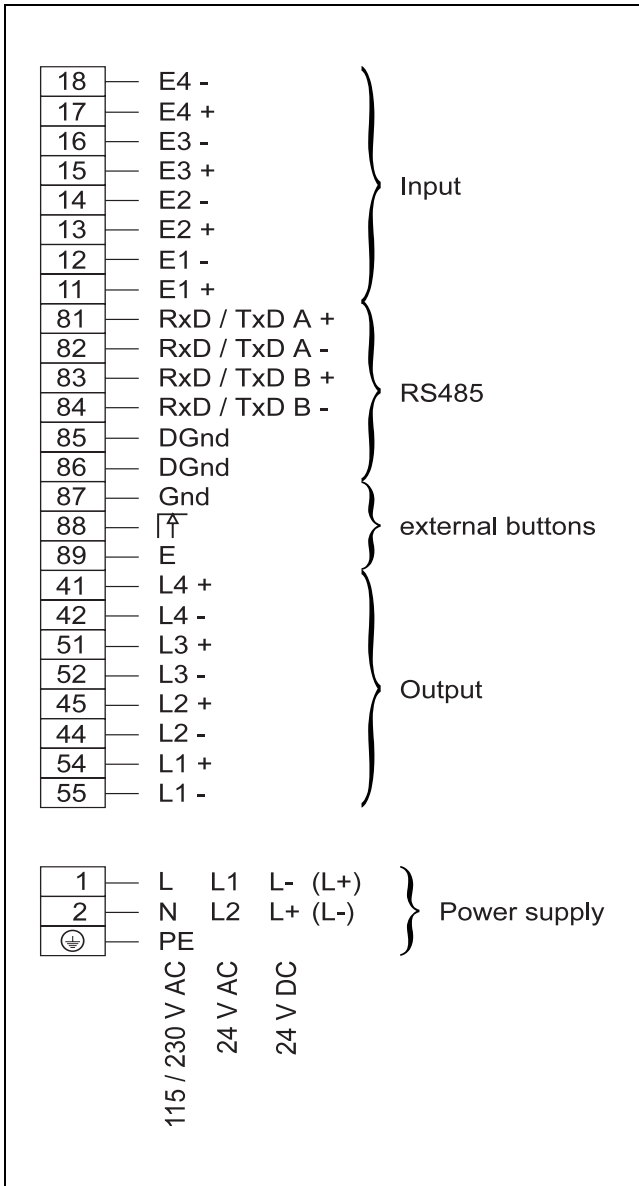 18 E4 -
17 E4 +
16 E3 -
15 E3 +
14 E2 -
13 E2 +
12 E1 -
11 E1 +
Input
81 RxD / TxD A +
82 RxD / TxD A -
83 RxD / TxD B +
84 RxD / TxD B -
85 DGnd
86 DGnd
RS485
87 Gnd
88
89 E
external buttons
41 L4 +
42 L4 -
51 L3 +
52 L3 -
45 L2 +
44 L2 -
54 L1 +
55 L1 -
Output
1 L L1 L- (L+)
2 N L2 L+ (L-)
PE
Power supply
115 / 230 V AC
24 V AC
24 V DC